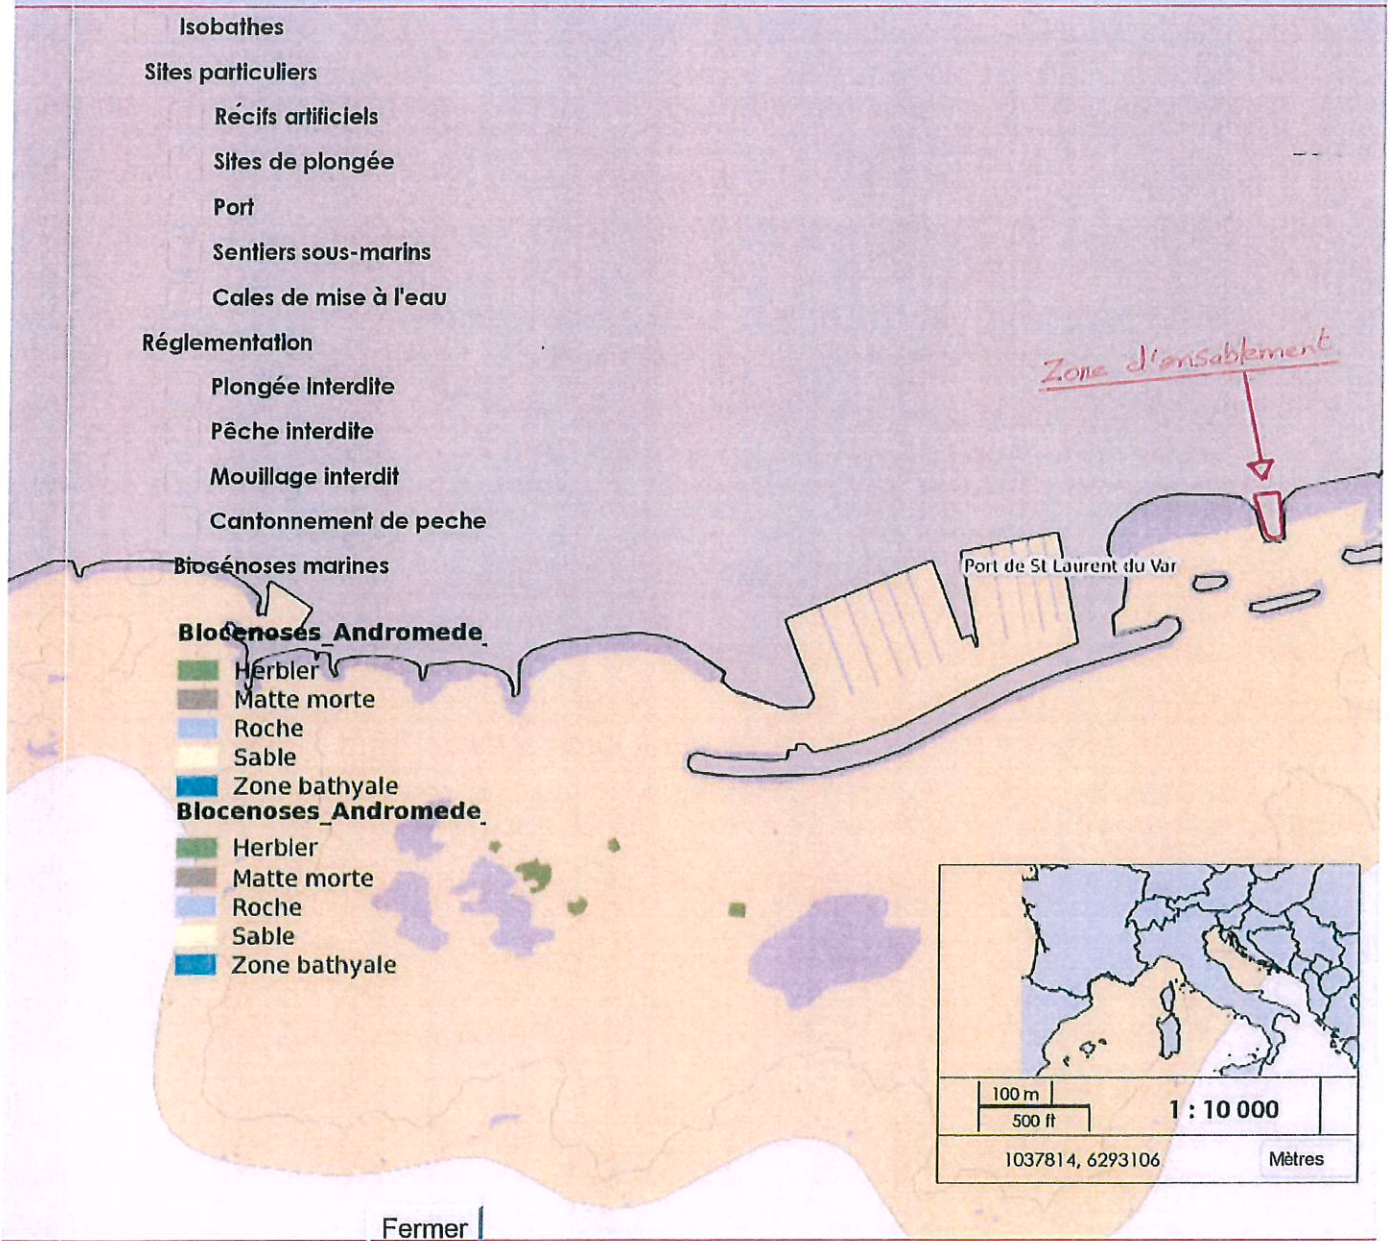 Isobathes
Sites particuliers
Récifs artificiels
Sites de plongée
Port
Sentiers sous-marins
Cales de mise à l'eau
Réglementation
Plongée interdite
Pêche interdite
Mouillage interdit
Cantonnement de peche
Biocénoses marines
Zone d'ensablement
Port de St Laurent du Var
Biocenoses_Andromede_
Herbier
Matte morte
Roche
Sable
Zone bathyale
Biocenoses_Andromede_
Herbier
Matte morte
Roche
Sable
Zone bathyale
100 m
500 ft
1 : 10 000
1037814, 6293106
Mètres
Fermer